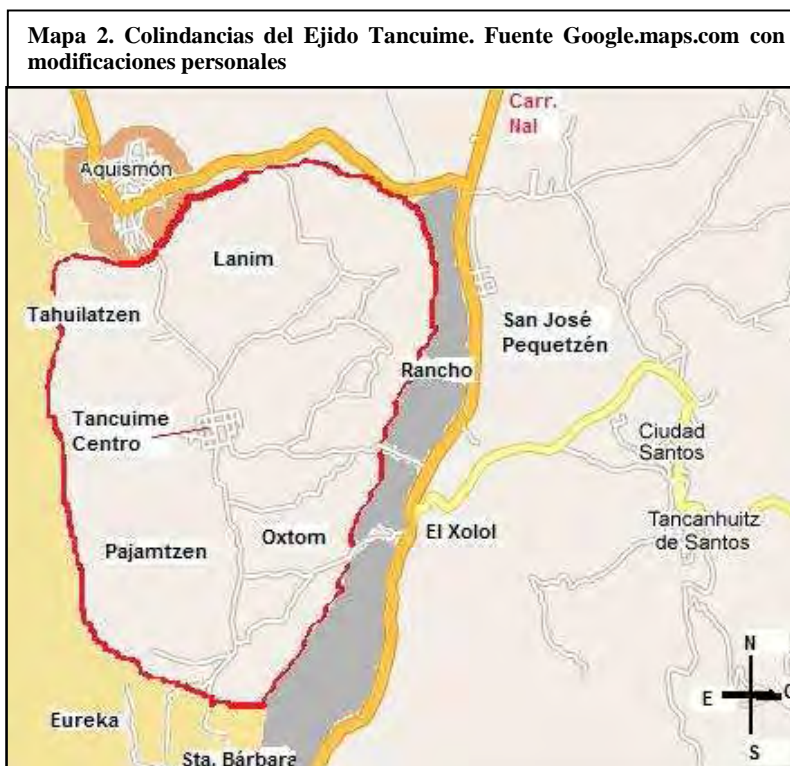 Mapa 2. Colindancias del Ejido Tancuime. Fuente Google.maps.com con
modificaciones personales
Carr.
Nal
Aquismón
Lanim
Tahuilatzen
San José
Pequetzén
Rancho
Tancuime
Centro
Ciudad
Santos
Oxtom
El Xolol
Pajamtzen
Tancanhuitz
de Santos
N
E
O
S
Eureka
Sta. Bárbara